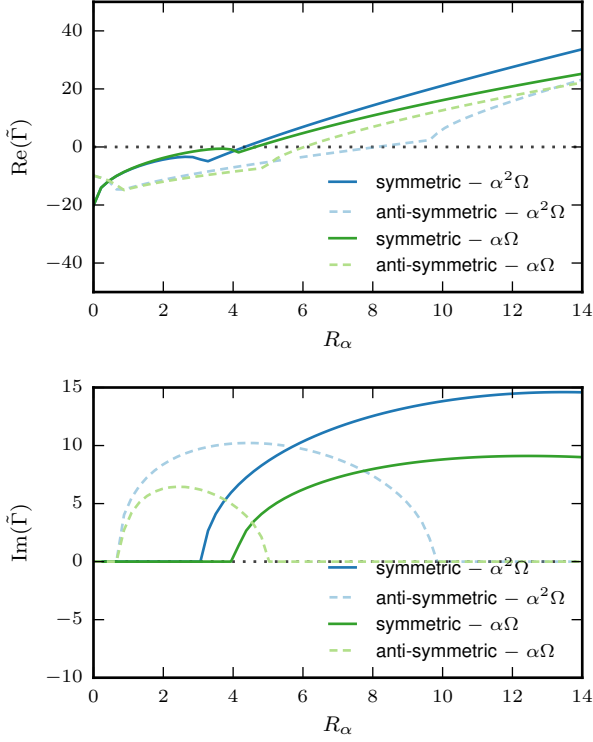 40
20
0
−20
−40
Re(Γ̃)
symmetric − α²Ω
anti-symmetric − α²Ω
symmetric − αΩ
anti-symmetric − αΩ
0 2 4 6 8 10 12 14
R_α
15
10
5
0
−5
−10
Im(Γ̃)
symmetric − α²Ω
anti-symmetric − α²Ω
symmetric − αΩ
anti-symmetric − αΩ
0 2 4 6 8 10 12 14
R_α